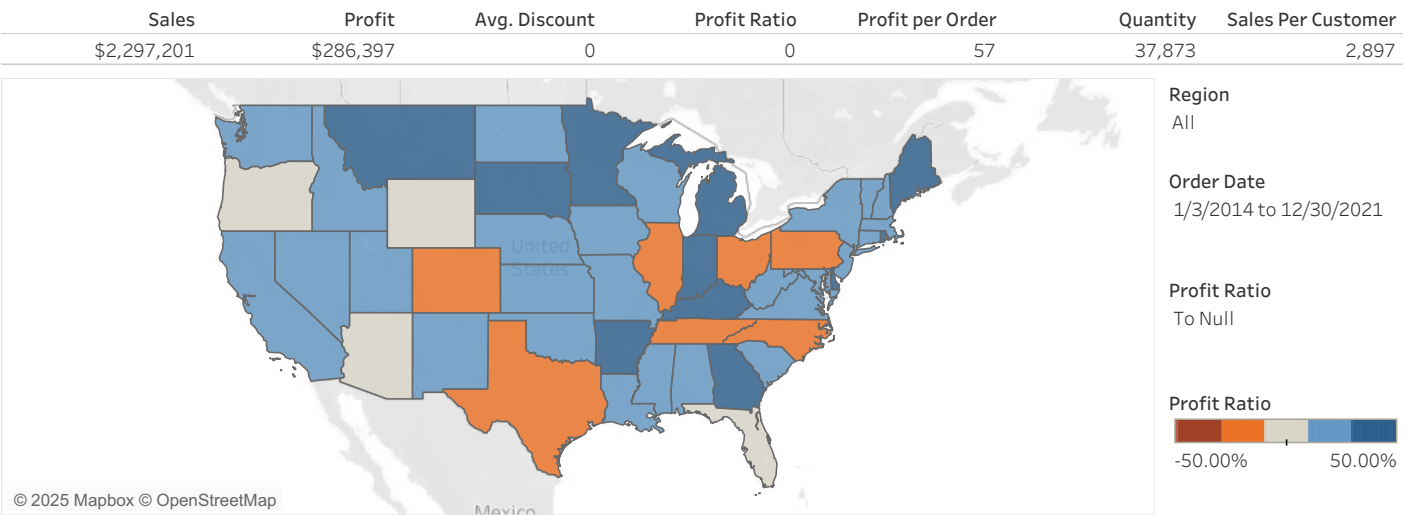 Sales Profit Avg. Discount Profit Ratio Profit per Order Quantity Sales Per Customer
$2,297,201 $286,397 0 0 57 37,873 2,897
Region
All
Order Date
1/3/2014 to 12/30/2021
United
States
Profit Ratio
To Null
Profit Ratio
-50.00% 50.00%
© 2025 Mapbox © OpenStreetMap
Mexico